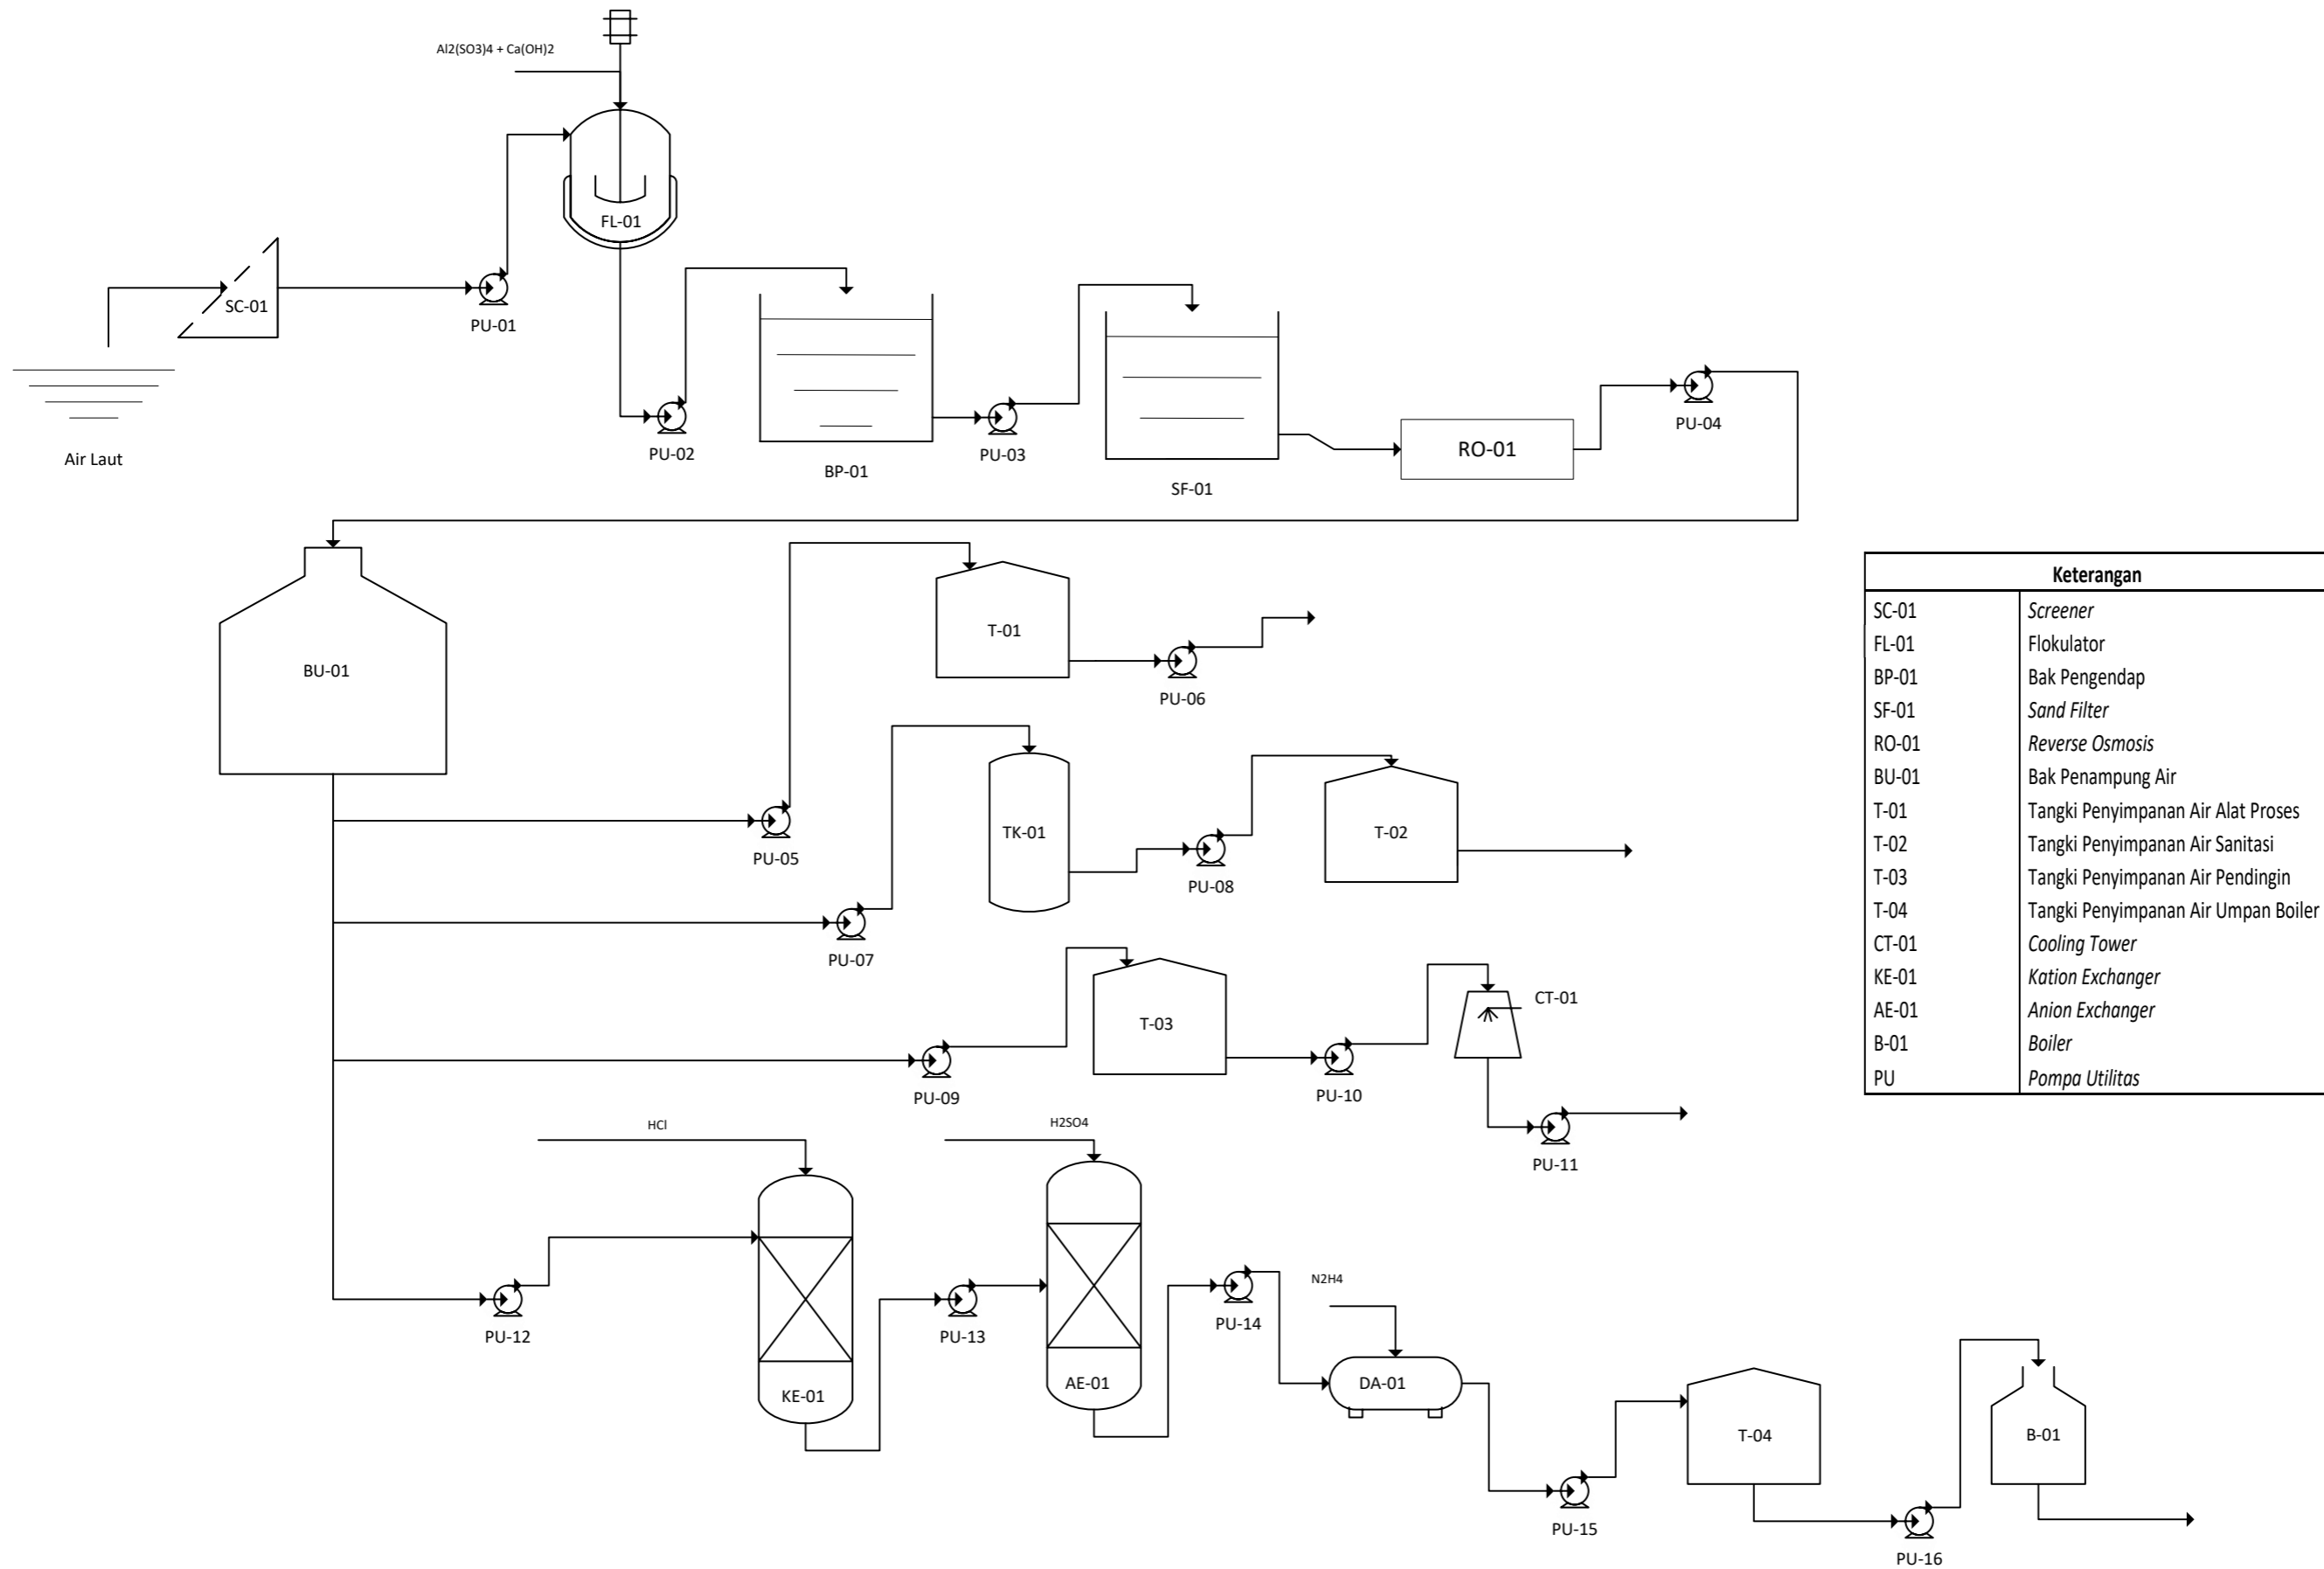 Al2(SO3)4 + Ca(OH)2
FL-01
SC-01
PU-01
Air Laut
PU-02
BP-01
PU-03
SF-01
RO-01
PU-04
BU-01
T-01
PU-06
PU-05
TK-01
PU-08
T-02
PU-07
T-03
CT-01
PU-09
PU-10
PU-11
HCl
H2SO4
PU-12
KE-01
PU-13
AE-01
PU-14
N2H4
DA-01
PU-15
T-04
PU-16
B-01
Keterangan
SC-01 Screener
FL-01 Flokulator
BP-01 Bak Pengendap
SF-01 Sand Filter
RO-01 Reverse Osmosis
BU-01 Bak Penampung Air
T-01 Tangki Penyimpanan Air Alat Proses
T-02 Tangki Penyimpanan Air Sanitasi
T-03 Tangki Penyimpanan Air Pendingin
T-04 Tangki Penyimpanan Air Umpan Boiler
CT-01 Cooling Tower
KE-01 Kation Exchanger
AE-01 Anion Exchanger
B-01 Boiler
PU Pompa Utilitas